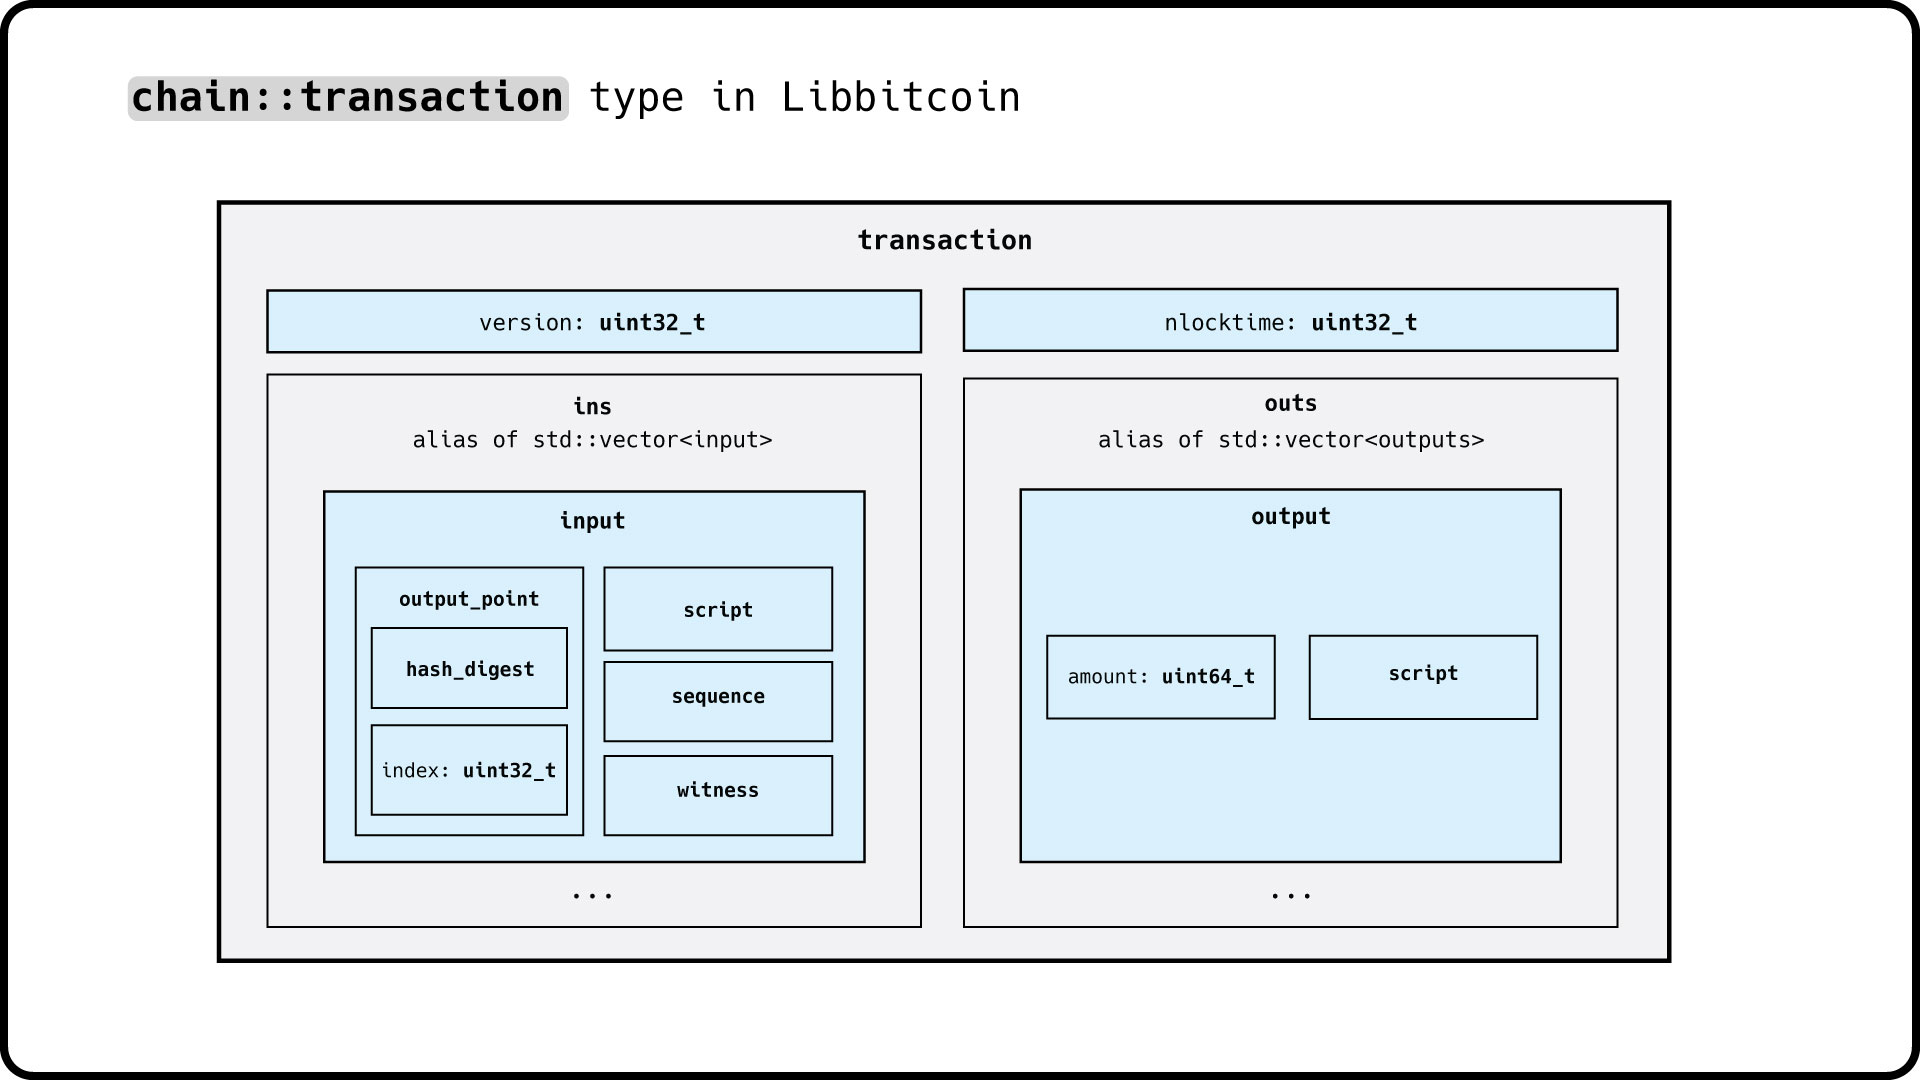 chain::transaction type in Libbitcoin
transaction
version: uint32_t
nlocktime: uint32_t
ins
alias of std::vector<input>
input
output_point
hash_digest
index: uint32_t
script
sequence
witness
...
outs
alias of std::vector<outputs>
output
amount: uint64_t
script
...